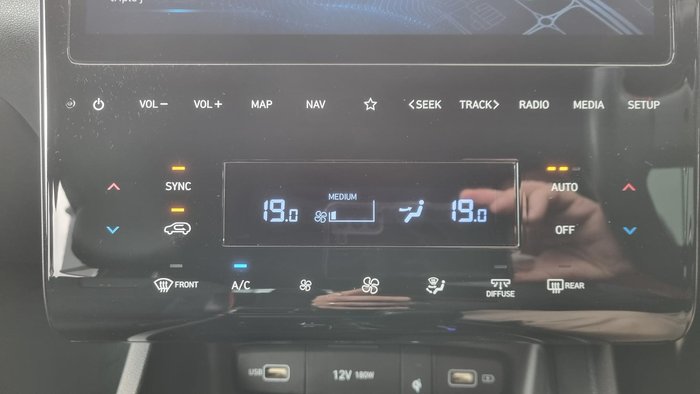 triple j
VOL− VOL+ MAP NAV <SEEK TRACK> RADIO MEDIA SETUP
SYNC AUTO
MEDIUM
19.0 19.0
OFF
FRONT A/C DIFFUSE REAR
USB 12V 180W